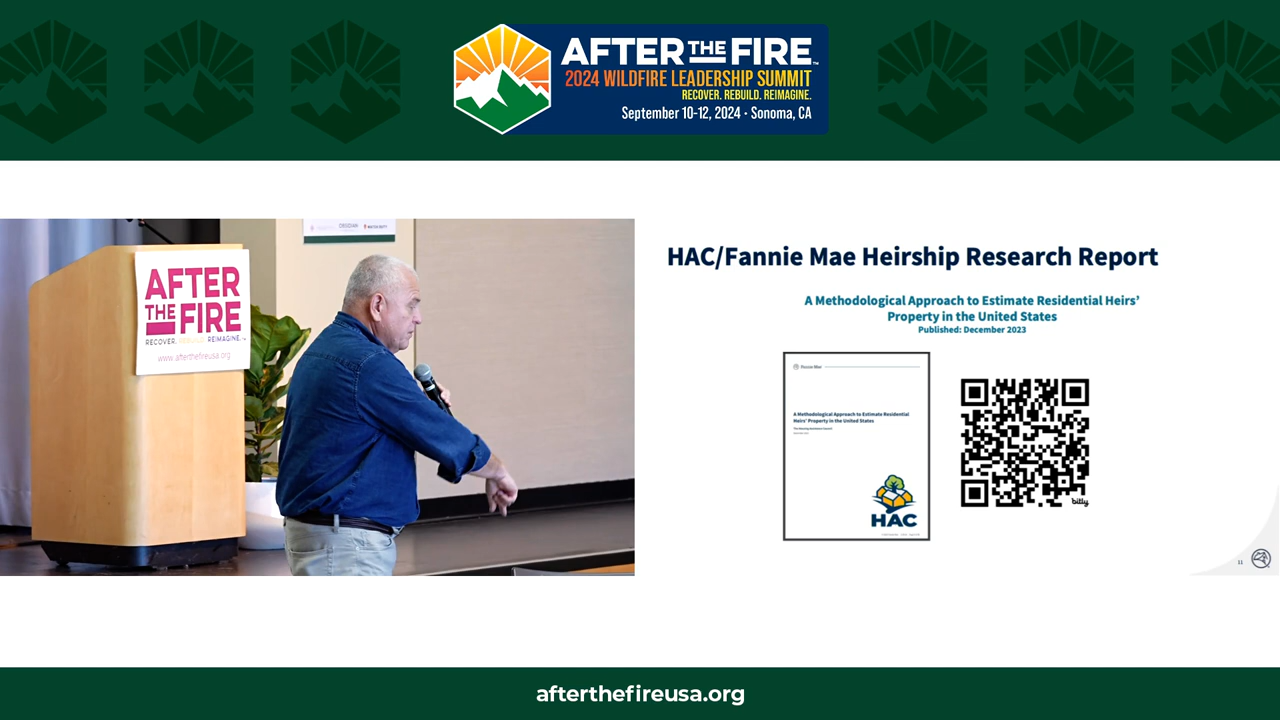 AFTER THE FIRE™
2024 WILDFIRE LEADERSHIP SUMMIT
RECOVER. REBUILD. REIMAGINE.
September 10-12, 2024 · Sonoma, CA
AFTER
THE FIRE
RECOVER. REBUILD. REIMAGINE.
www.afterthefireusa.org
HAC/Fannie Mae Heirship Research Report
A Methodological Approach to Estimate Residential Heirs'
Property in the United States
Published: December 2023
Fannie Mae
A Methodological Approach to Estimate Residential
Heirs' Property in the United States
HAC
bitly
11
afterthefireusa.org